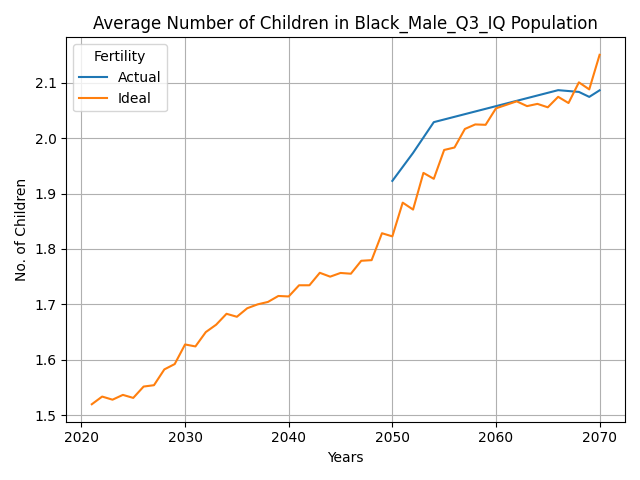 Average Number of Children in Black_Male_Q3_IQ Population
Fertility
Actual
Ideal
No. of Children
2.1
2.0
1.9
1.8
1.7
1.6
1.5
2020 2030 2040 2050 2060 2070
Years